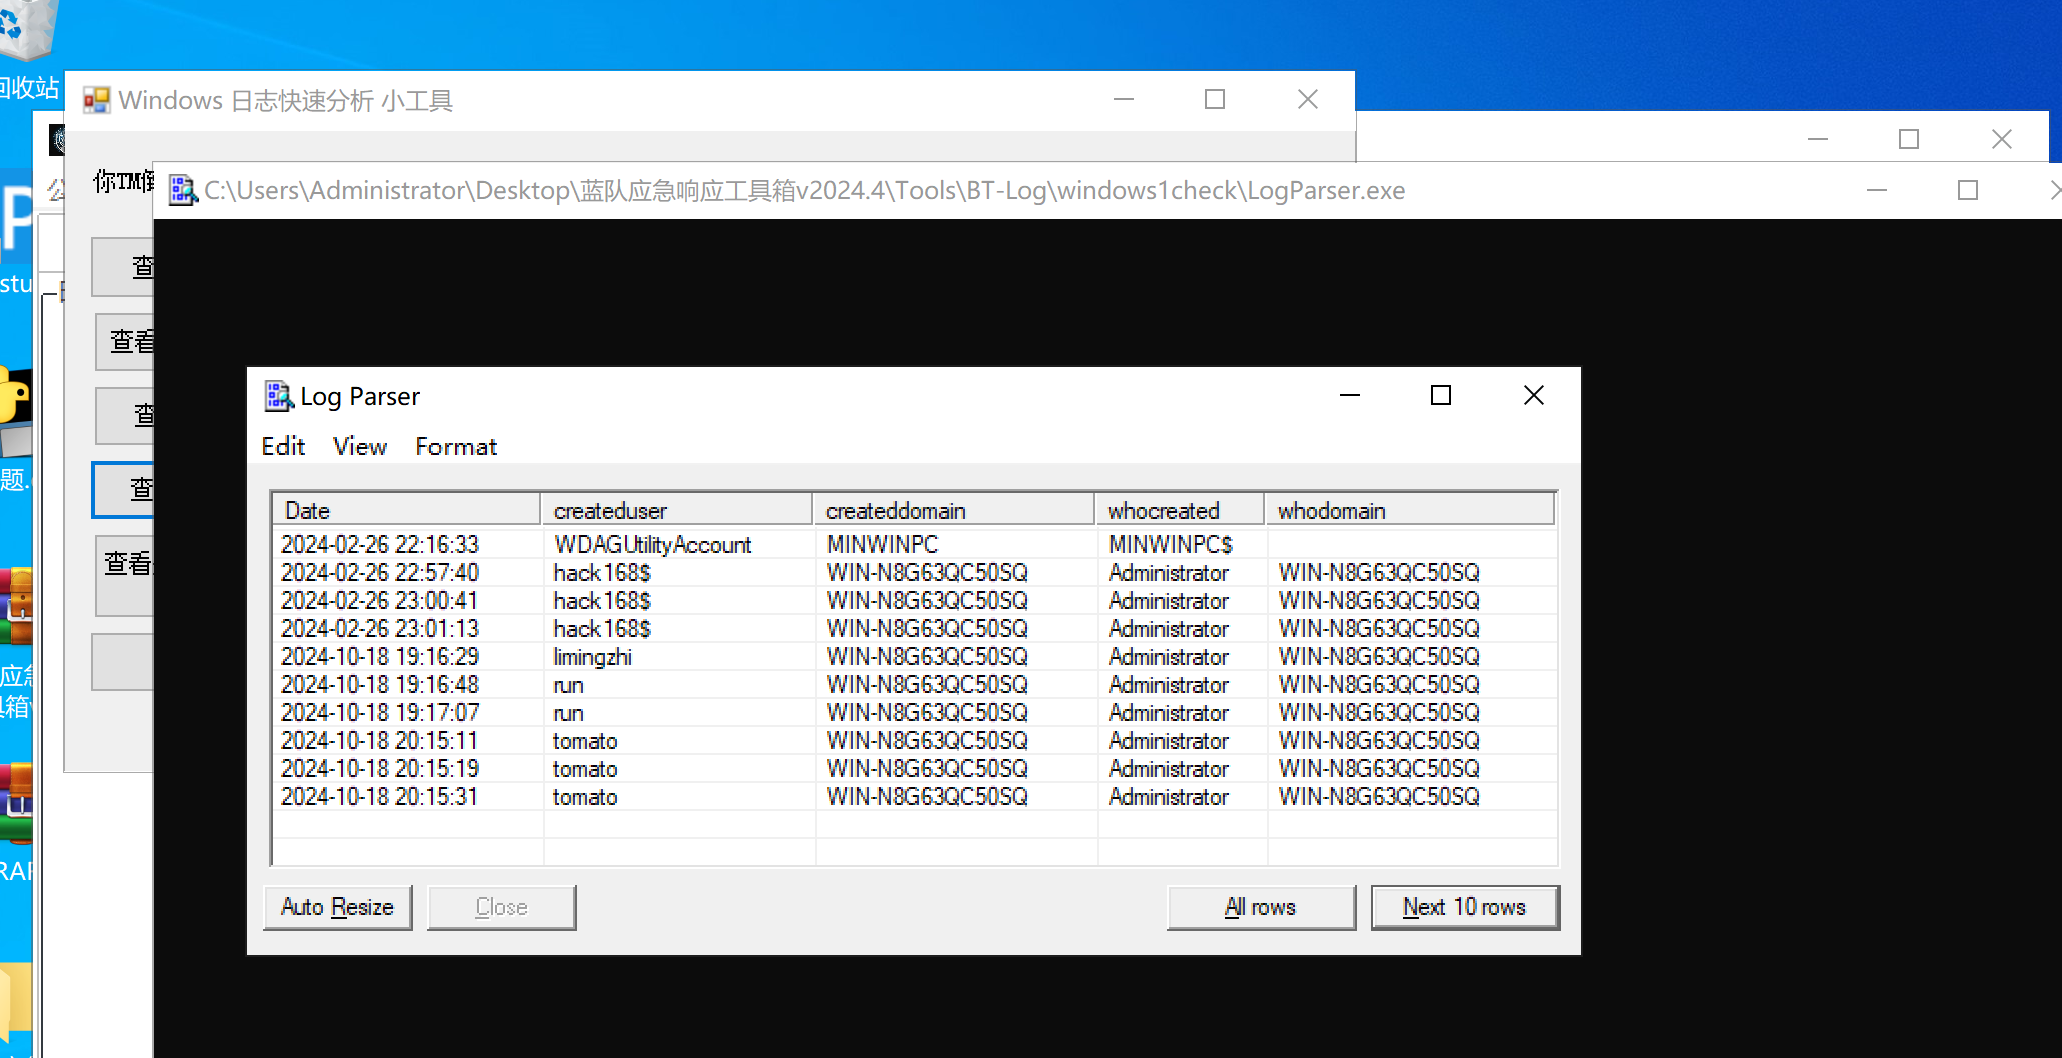 回收站
Windows 日志快速分析 小工具
你TM
C:\Users\Administrator\Desktop\蓝队应急响应工具箱v2024.4\Tools\BT-Log\windows1check\LogParser.exe
查
stu
查看
查
查
查看
Log Parser
Edit View Format
Date createduser createddomain whocreated whodomain
2024-02-26 22:16:33 WDAGUtilityAccount MINWINPC MINWINPC$
2024-02-26 22:57:40 hack168$ WIN-N8G63QC50SQ Administrator WIN-N8G63QC50SQ
2024-02-26 23:00:41 hack168$ WIN-N8G63QC50SQ Administrator WIN-N8G63QC50SQ
2024-02-26 23:01:13 hack168$ WIN-N8G63QC50SQ Administrator WIN-N8G63QC50SQ
2024-10-18 19:16:29 limingzhi WIN-N8G63QC50SQ Administrator WIN-N8G63QC50SQ
2024-10-18 19:16:48 run WIN-N8G63QC50SQ Administrator WIN-N8G63QC50SQ
2024-10-18 19:17:07 run WIN-N8G63QC50SQ Administrator WIN-N8G63QC50SQ
2024-10-18 20:15:11 tomato WIN-N8G63QC50SQ Administrator WIN-N8G63QC50SQ
2024-10-18 20:15:19 tomato WIN-N8G63QC50SQ Administrator WIN-N8G63QC50SQ
2024-10-18 20:15:31 tomato WIN-N8G63QC50SQ Administrator WIN-N8G63QC50SQ
Auto Resize Close All rows Next 10 rows
题.
应急
具箱v
RAR